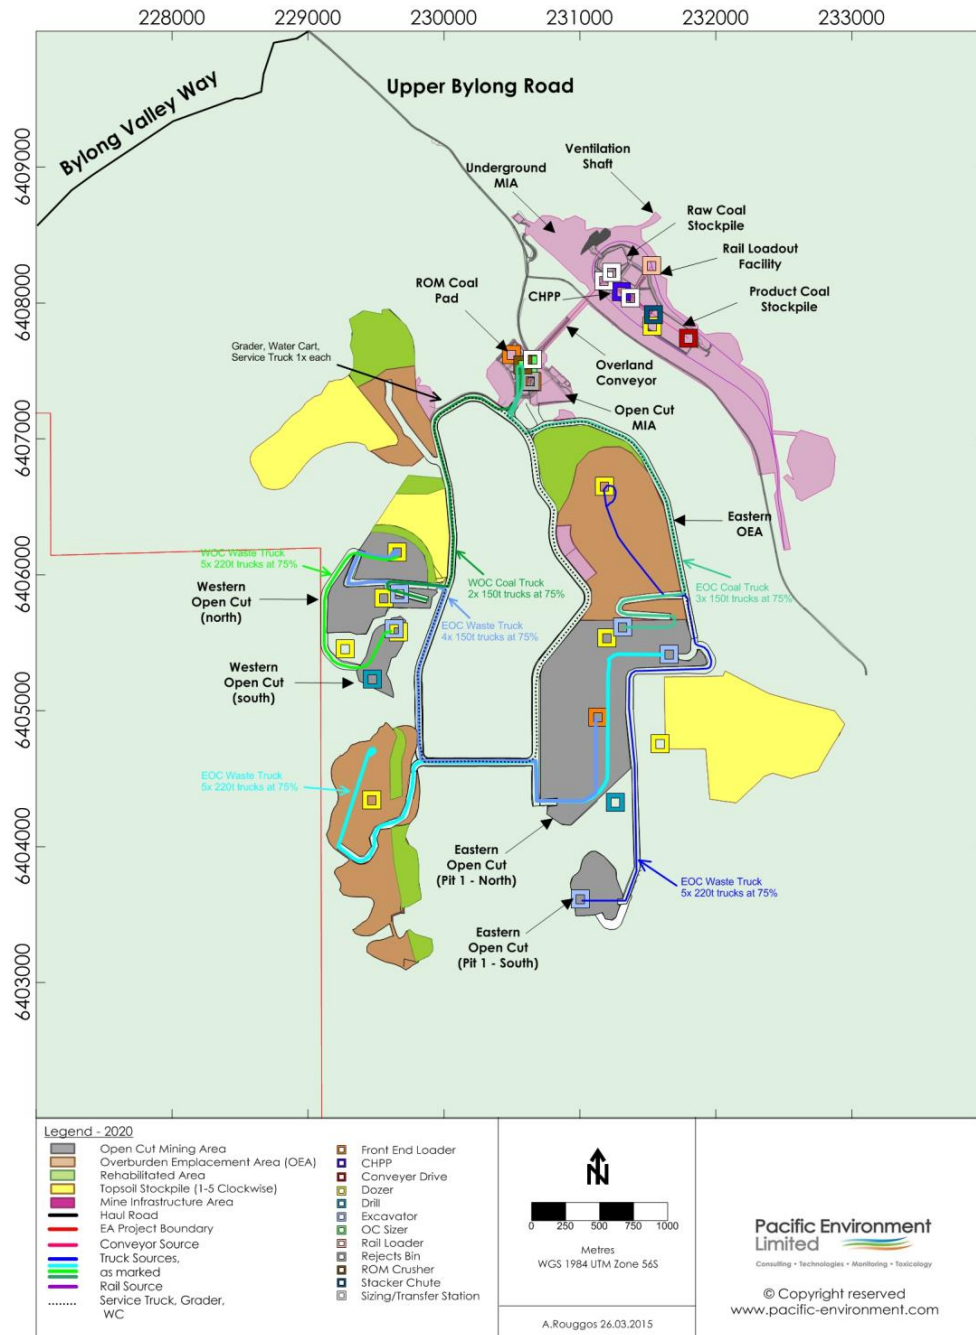 228000
229000
230000
231000
232000
233000
6409000
6408000
6407000
6406000
6405000
6404000
6403000
Bylong Valley Way
Upper Bylong Road
Ventilation
Shaft
Underground
MIA
Raw Coal
Stockpile
Rail Loadout
Facility
ROM Coal
Pad
CHPP
Product Coal
Stockpile
Grader, Water Cart,
Service Truck 1x each
Overland
Conveyor
Open Cut
MIA
Eastern
OEA
WOC Waste Truck
5x 220t trucks at 75%
Western
Open Cut
(north)
WOC Coal Truck
2x 150t trucks at 75%
EOC Coal Truck
3x 150t trucks at 75%
EOC Waste Truck
4x 150t trucks at 75%
Western
Open Cut
(south)
EOC Waste Truck
5x 220t trucks at 75%
Eastern
Open Cut
(Pit 1 - North)
EOC Waste Truck
5x 220t trucks at 75%
Eastern
Open Cut
(Pit 1 - South)
Legend - 2020
Open Cut Mining Area
Overburden Emplacement Area (OEA)
Rehabilitated Area
Topsoil Stockpile (1-5 Clockwise)
Mine Infrastructure Area
Haul Road
EA Project Boundary
Conveyor Source
Truck Sources,
as marked
Rail Source
Service Truck, Grader,
WC
Front End Loader
CHPP
Conveyer Drive
Dozer
Drill
Excavator
OC Sizer
Rail Loader
Rejects Bin
ROM Crusher
Stacker Chute
Sizing/Transfer Station
N
0 250 500 750 1000
Metres
WGS 1984 UTM Zone 56S
A.Rouggos 26.03.2015
Pacific Environment
Limited
Consulting • Technologies • Monitoring • Toxicology
© Copyright reserved
www.pacific-environment.com